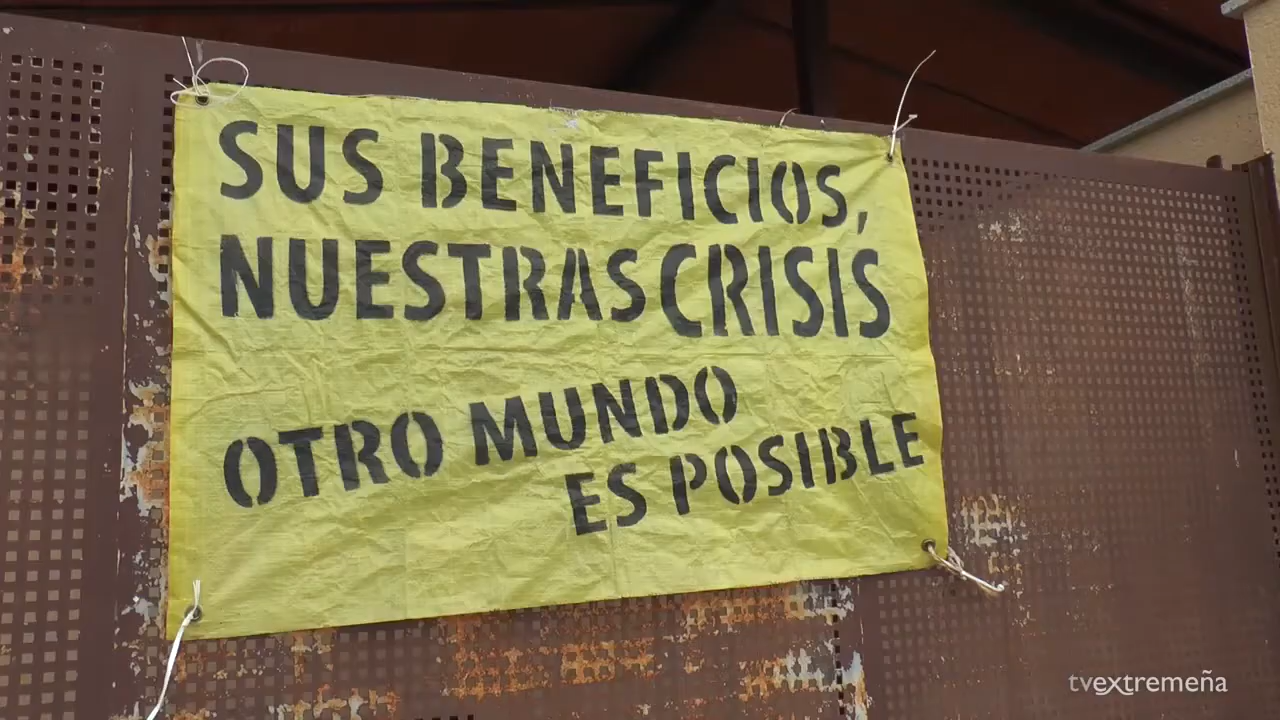 SUS BENEFICIOS,
NUESTRAS CRISIS
OTRO MUNDO
ES POSIBLE
tvextremeña